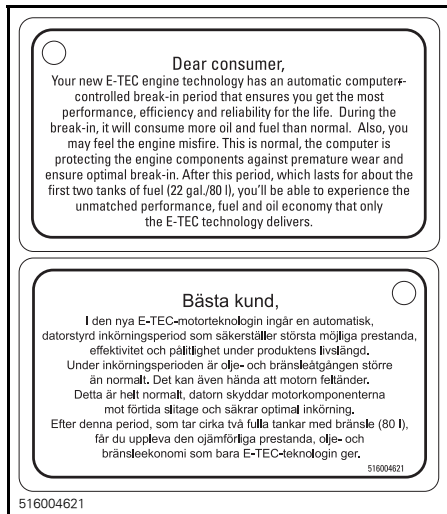 Dear consumer,
Your new E-TEC engine technology has an automatic computer-
controlled break-in period that ensures you get the most
performance, efficiency and reliability for the life. During the
break-in, it will consume more oil and fuel than normal. Also, you
may feel the engine misfire. This is normal, the computer is
protecting the engine components against premature wear and
ensure optimal break-in. After this period, which lasts for about the
first two tanks of fuel (22 gal./80 l), you'll be able to experience the
unmatched performance, fuel and oil economy that only
the E-TEC technology delivers.
Bästa kund,
I den nya E-TEC-motorteknologin ingår en automatisk,
datorstyrd inkörningsperiod som säkerställer största möjliga prestanda,
effektivitet och pålitlighet under produktens livslängd.
Under inkörningsperioden är olje- och bränsleåtgången större
än normalt. Det kan även hända att motorn feltänder.
Detta är helt normalt, datorn skyddar motorkomponenterna
mot förtida slitage och säkrar optimal inkörning.
Efter denna period, som tar cirka två fulla tankar med bränsle (80 l),
får du uppleva den ojämförliga prestanda, olje- och
bränsleekonomi som bara E-TEC-teknologin ger.
516004621
516004621